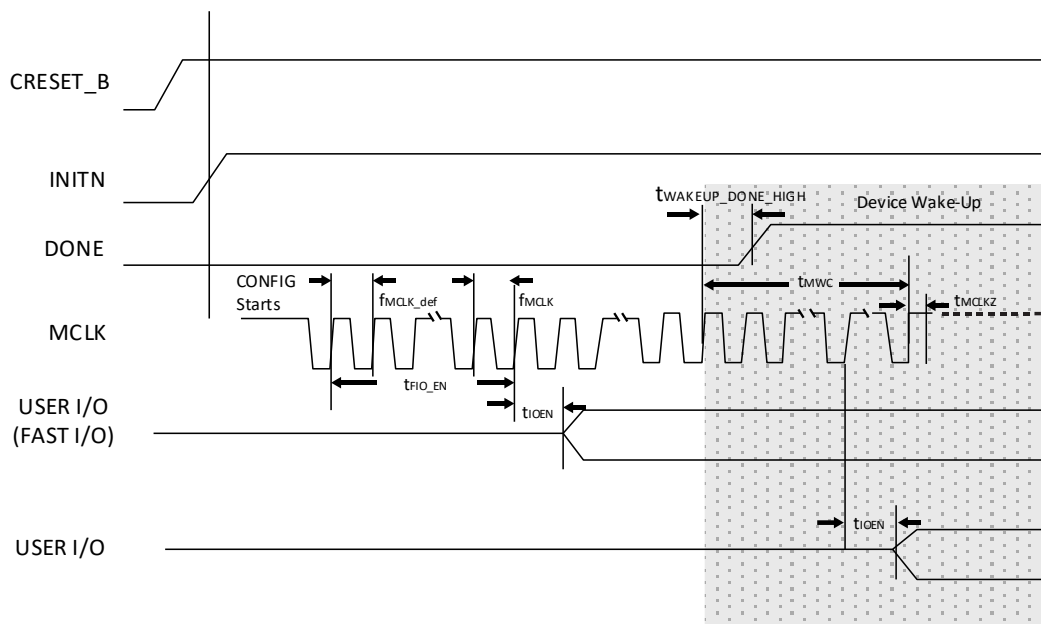 CRESET_B
INITN
tWAKEUP_DONE_HIGH
Device Wake-Up
DONE
CONFIG
Starts
fMCLK_def
fMCLK
tMWC
tMCLKZ
MCLK
tFIO_EN
USER I/O
(FAST I/O)
tIOEN
USER I/O
tIOEN